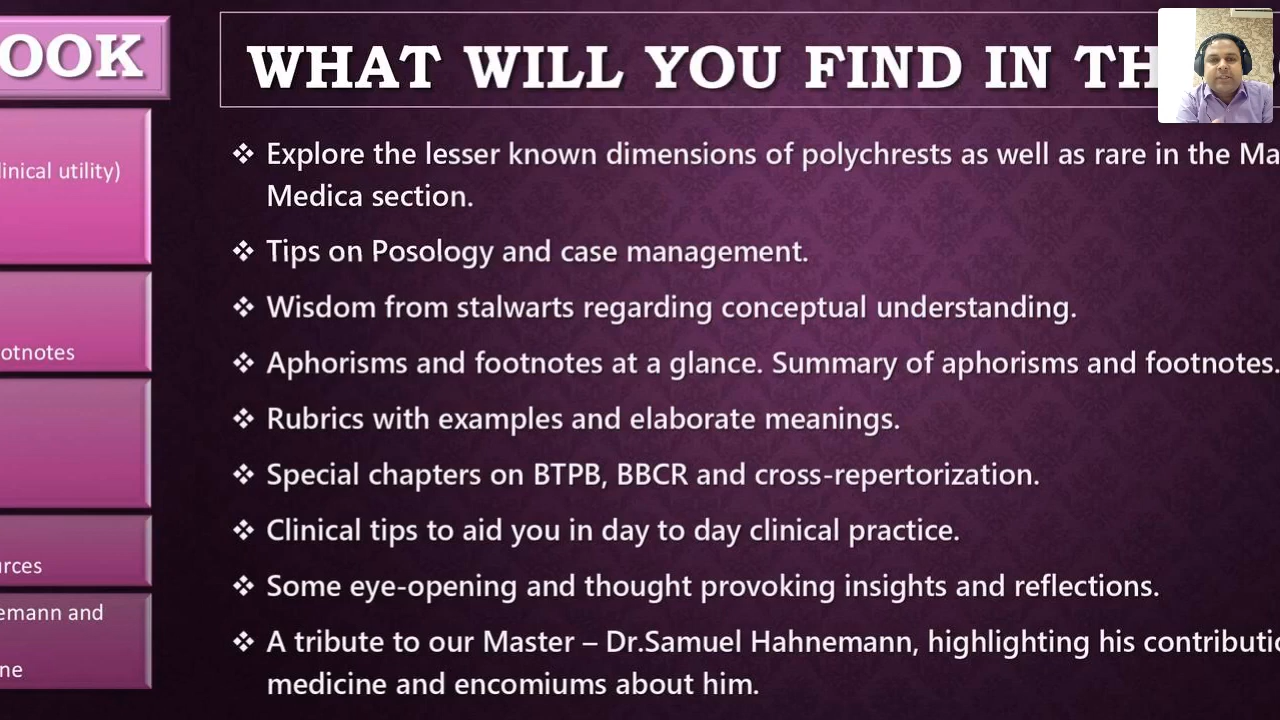 OOK
linical utility)
otnotes
urces
emann and
ne
WHAT WILL YOU FIND IN TH
❖ Explore the lesser known dimensions of polychrests as well as rare in the Ma
Medica section.
❖ Tips on Posology and case management.
❖ Wisdom from stalwarts regarding conceptual understanding.
❖ Aphorisms and footnotes at a glance. Summary of aphorisms and footnotes.
❖ Rubrics with examples and elaborate meanings.
❖ Special chapters on BTPB, BBCR and cross-repertorization.
❖ Clinical tips to aid you in day to day clinical practice.
❖ Some eye-opening and thought provoking insights and reflections.
❖ A tribute to our Master – Dr.Samuel Hahnemann, highlighting his contributio
medicine and encomiums about him.